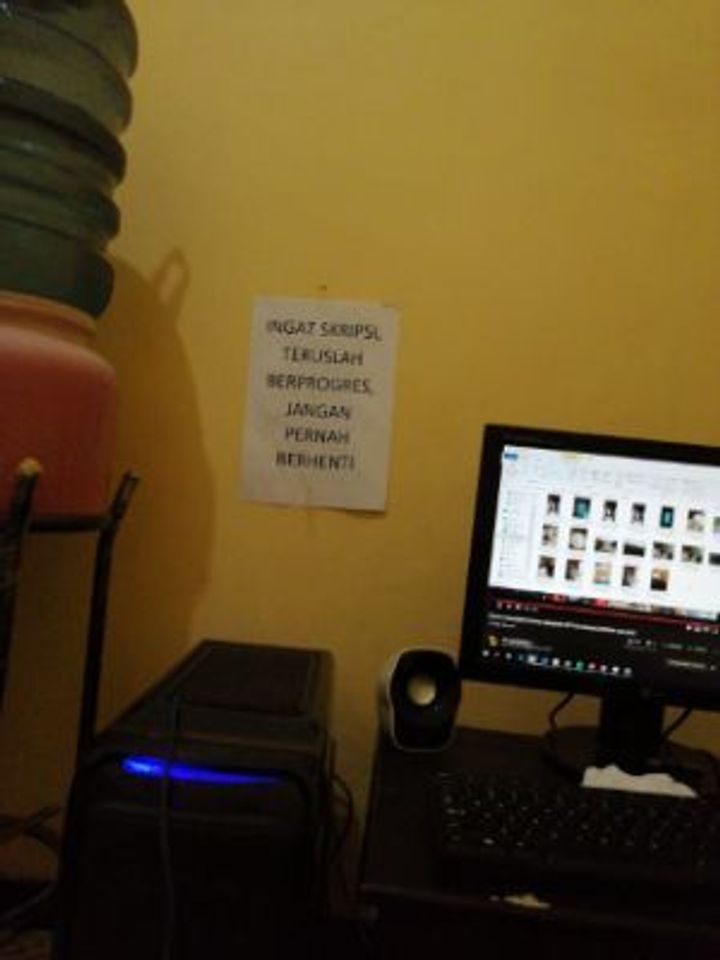 INGAT SKRIPSI,
TERUSLAH
BERPROGRES,
JANGAN
PERNAH
BERHENTI